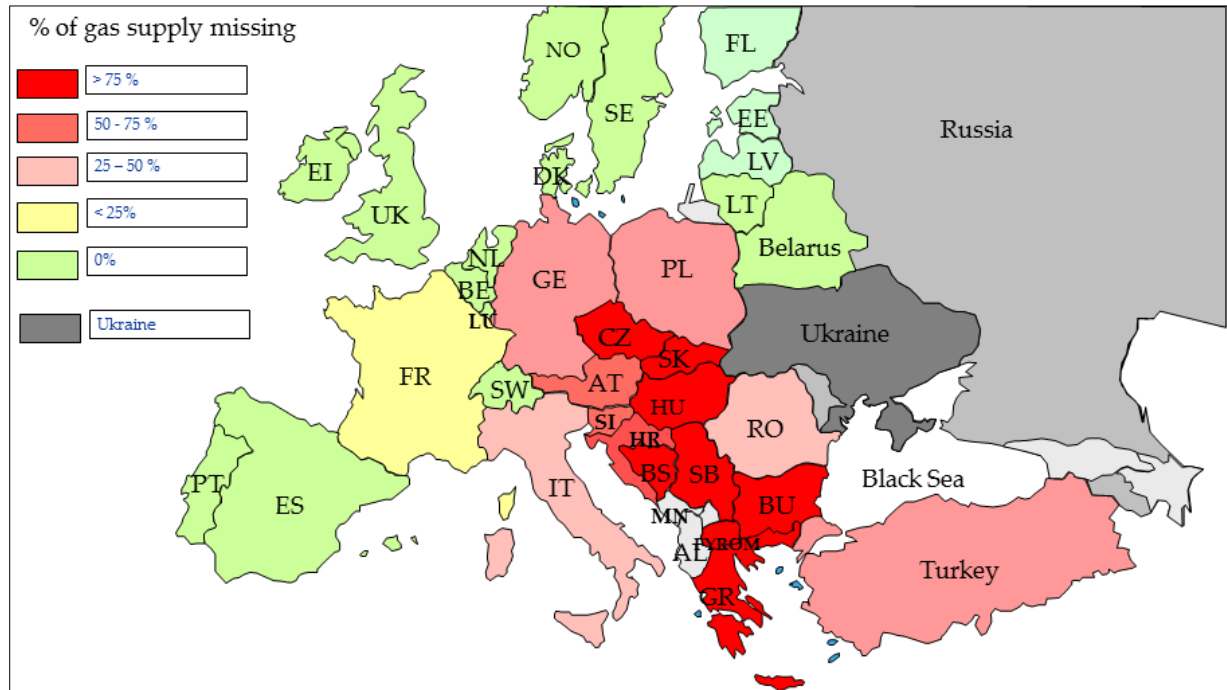 % of gas supply missing
> 75 %
50 - 75 %
25 – 50 %
< 25%
0%
Ukraine
NO
FL
SE
EE
Russia
EI
DK
LV
UK
LT
NL
Belarus
GE
PL
BE
LU
CZ
Ukraine
SK
FR
SW
AT
HU
SI
RO
HR
BS
SB
Black Sea
PT
ES
IT
BU
MN
FYROM
AL
Turkey
GR